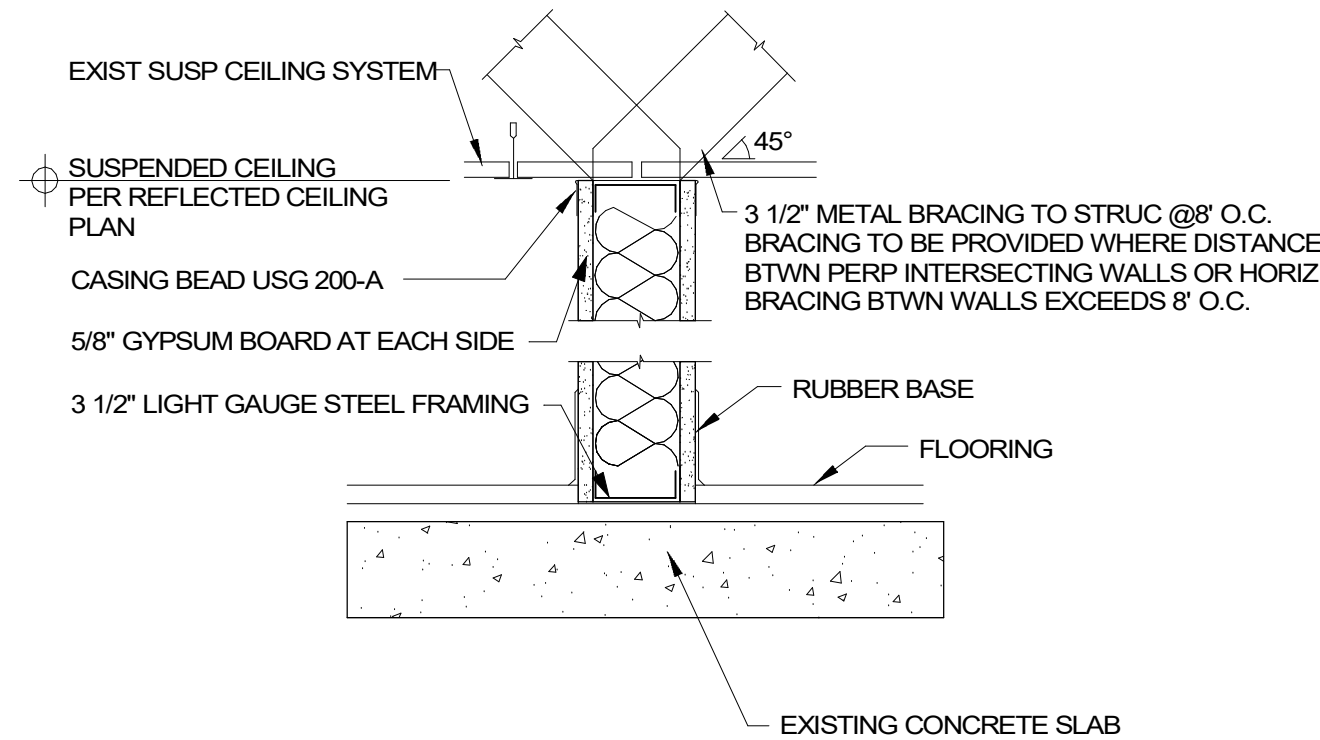 EXIST SUSP CEILING SYSTEM
45°
SUSPENDED CEILING
PER REFLECTED CEILING
PLAN
3 1/2" METAL BRACING TO STRUC @8' O.C.
BRACING TO BE PROVIDED WHERE DISTANCE
BTWN PERP INTERSECTING WALLS OR HORIZ
BRACING BTWN WALLS EXCEEDS 8' O.C.
CASING BEAD USG 200-A
5/8" GYPSUM BOARD AT EACH SIDE
3 1/2" LIGHT GAUGE STEEL FRAMING
RUBBER BASE
FLOORING
EXISTING CONCRETE SLAB